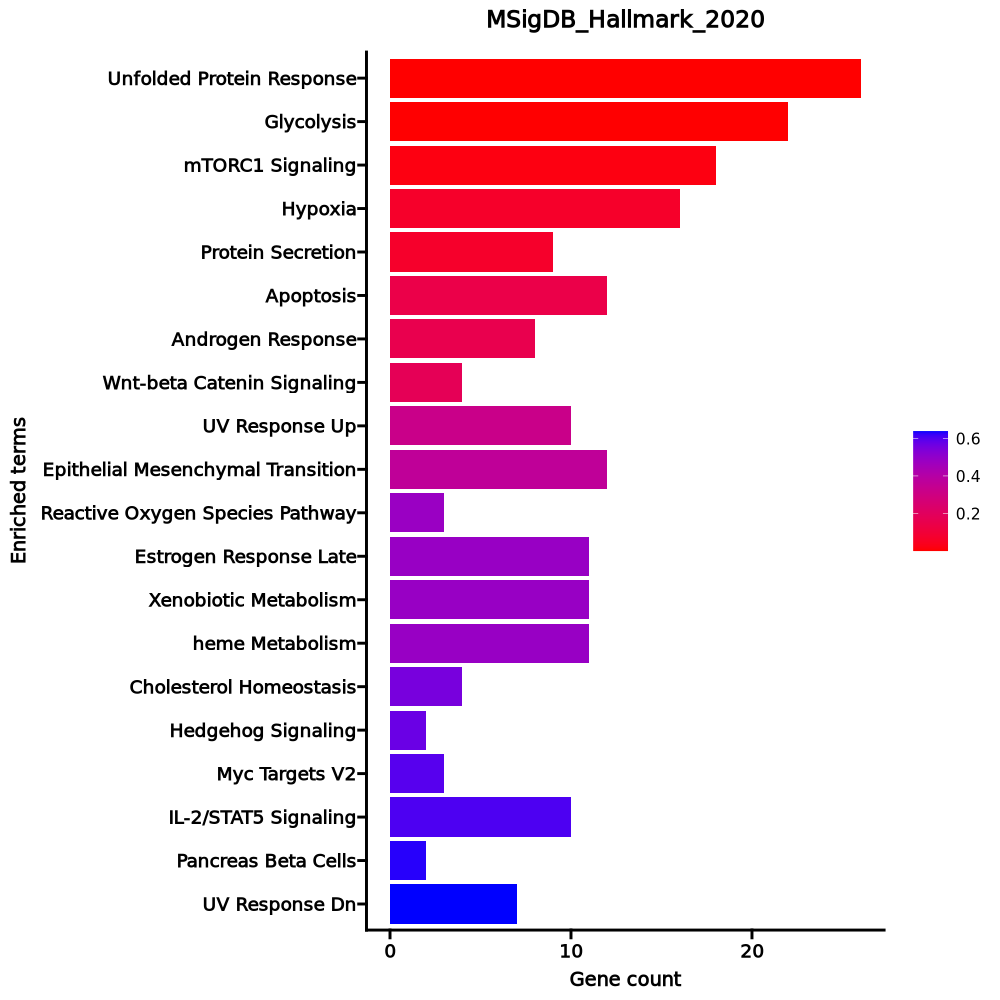 MSigDB_Hallmark_2020
Enriched terms
Unfolded Protein Response
Glycolysis
mTORC1 Signaling
Hypoxia
Protein Secretion
Apoptosis
Androgen Response
Wnt-beta Catenin Signaling
UV Response Up
Epithelial Mesenchymal Transition
Reactive Oxygen Species Pathway
Estrogen Response Late
Xenobiotic Metabolism
heme Metabolism
Cholesterol Homeostasis
Hedgehog Signaling
Myc Targets V2
IL-2/STAT5 Signaling
Pancreas Beta Cells
UV Response Dn
0 10 20
Gene count
0.6
0.4
0.2